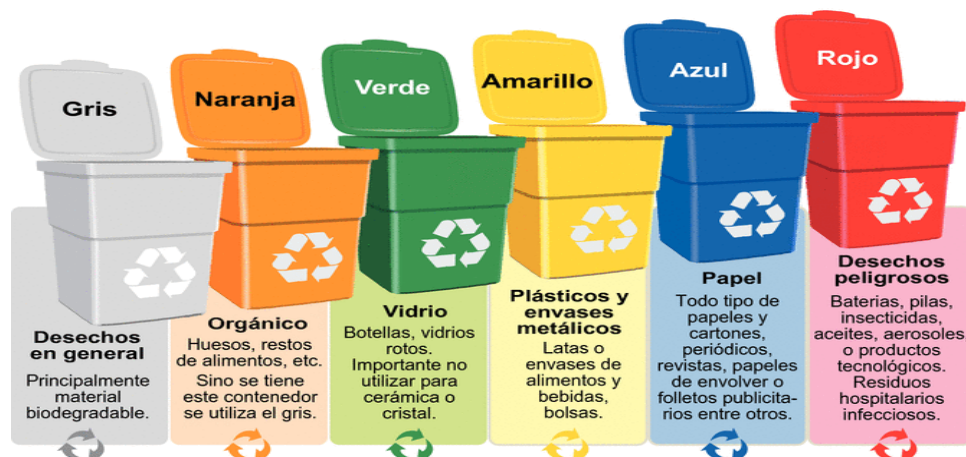 Gris
Naranja
Verde
Amarillo
Azul
Rojo
Desechos
en general
Principalmente
material
biodegradable.
Orgánico
Huesos, restos
de alimentos, etc.
Sino se tiene
este contenedor
se utiliza el gris.
Vidrio
Botellas, vidrios
rotos.
Importante no
utilizar para
cerámica o
cristal.
Plásticos y
envases
metálicos
Latas o
envases de
alimentos y
bebidas,
bolsas.
Papel
Todo tipo de
papeles y
cartones,
periódicos,
revistas, papeles
de envolver o
folletos publicita-
rios entre otros.
Desechos
peligrosos
Baterias, pilas,
insecticidas,
aceites, aerosoles
o productos
tecnológicos.
Residuos
hospitalarios
infecciosos.